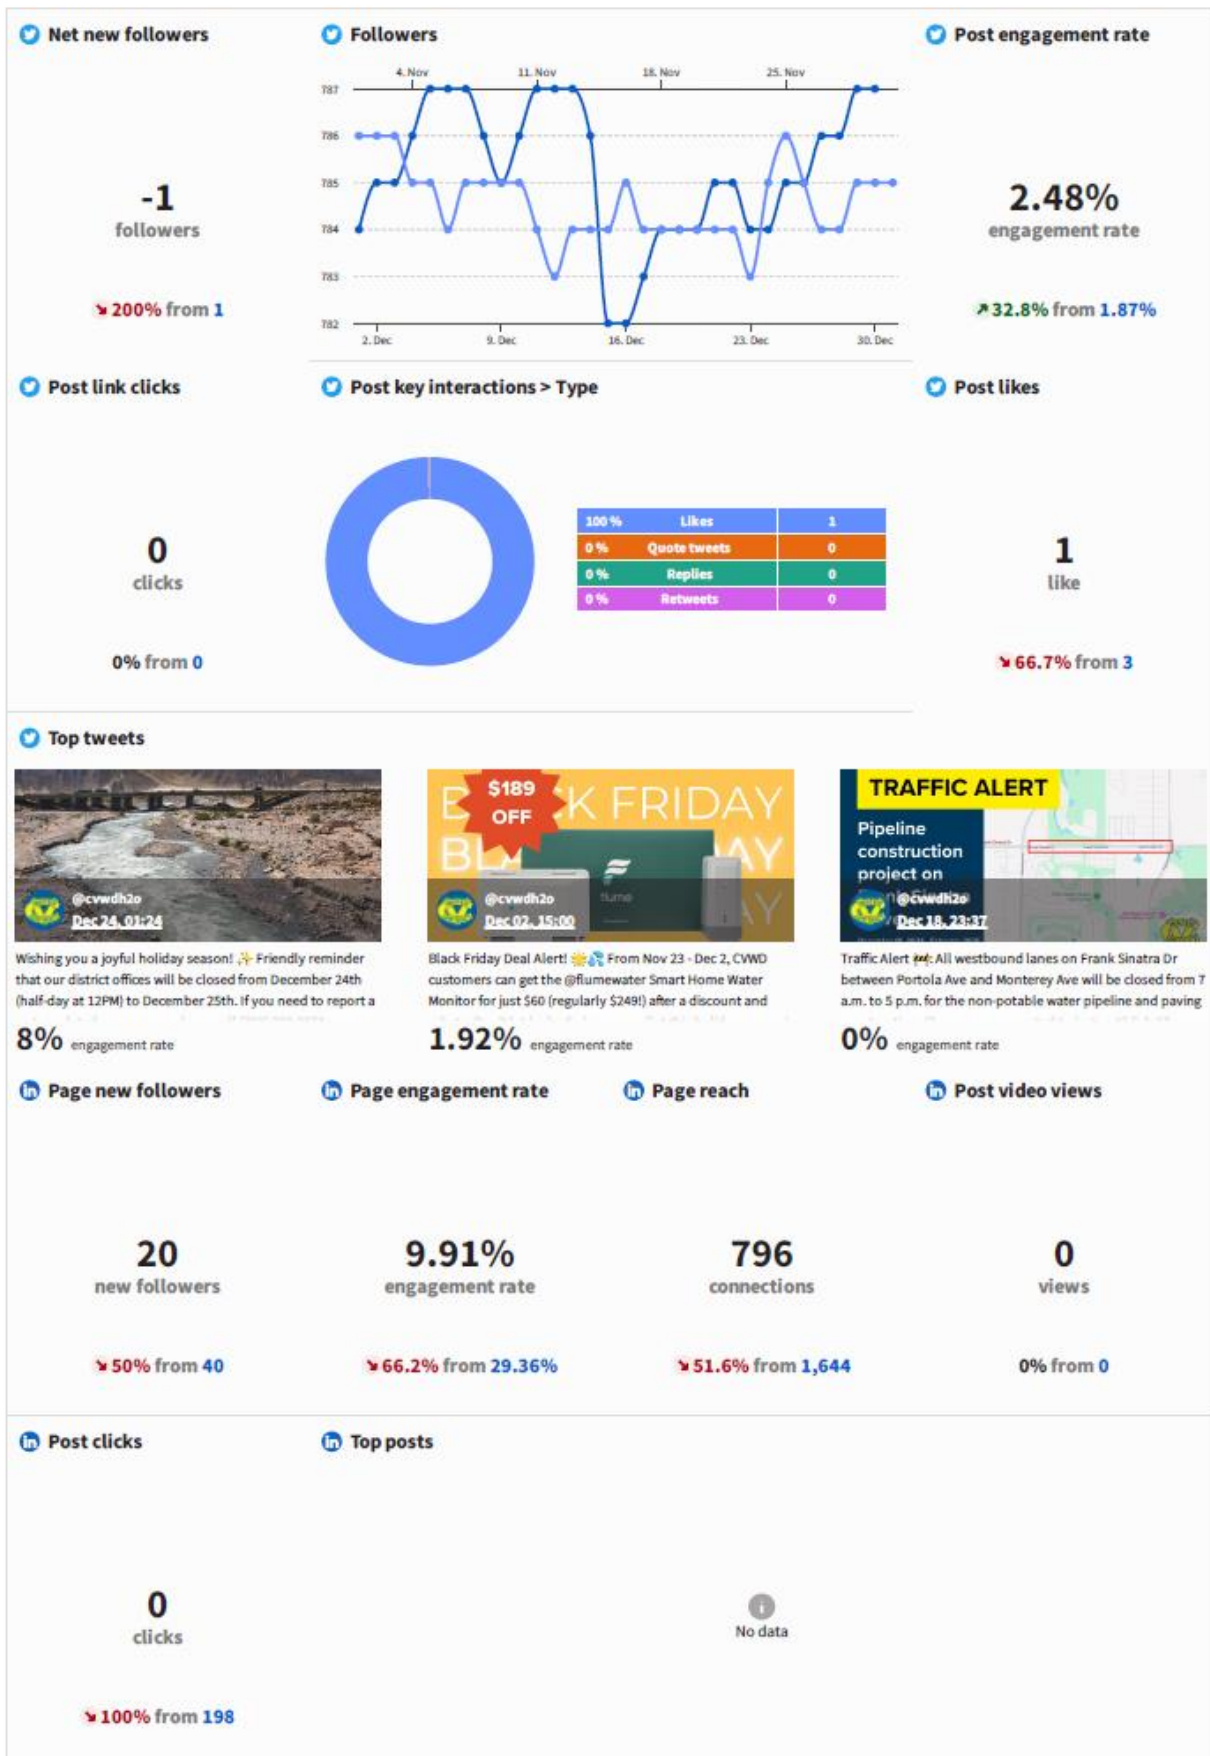 Net new followers
Followers
Post engagement rate
4. Nov 11. Nov 18. Nov 25. Nov
787
786
785
784
783
782
2. Dec 9. Dec 16. Dec 23. Dec 30. Dec
-1
followers
200% from 1
2.48%
engagement rate
32.8% from 1.87%
Post link clicks
Post key interactions > Type
Post likes
0
clicks
0% from 0
100 % Likes 1
0 % Quote tweets 0
0 % Replies 0
0 % Retweets 0
1
like
66.7% from 3
Top tweets
@cvwdh2o
Dec 24, 01:24
Wishing you a joyful holiday season! ✨ Friendly reminder
that our district offices will be closed from December 24th
(half-day at 12PM) to December 25th. If you need to report a
8% engagement rate
$189
OFF
K FRIDAY
BLA AY
AY
flume
@cvwdh2o
Dec 02, 15:00
Black Friday Deal Alert! 🌟💦 From Nov 23 - Dec 2, CVWD
customers can get the @flumewater Smart Home Water
Monitor for just $60 (regularly $249!) after a discount and
1.92% engagement rate
TRAFFIC ALERT
Pipeline
construction
project on
@cvwdh2o
Dec 18, 23:37
Traffic Alert 🚧: All westbound lanes on Frank Sinatra Dr
between Portola Ave and Monterey Ave will be closed from 7
a.m. to 5 p.m. for the non-potable water pipeline and paving
0% engagement rate
Page new followers
Page engagement rate
Page reach
Post video views
20
new followers
50% from 40
9.91%
engagement rate
66.2% from 29.36%
796
connections
51.6% from 1,644
0
views
0% from 0
Post clicks
Top posts
0
clicks
100% from 198
No data